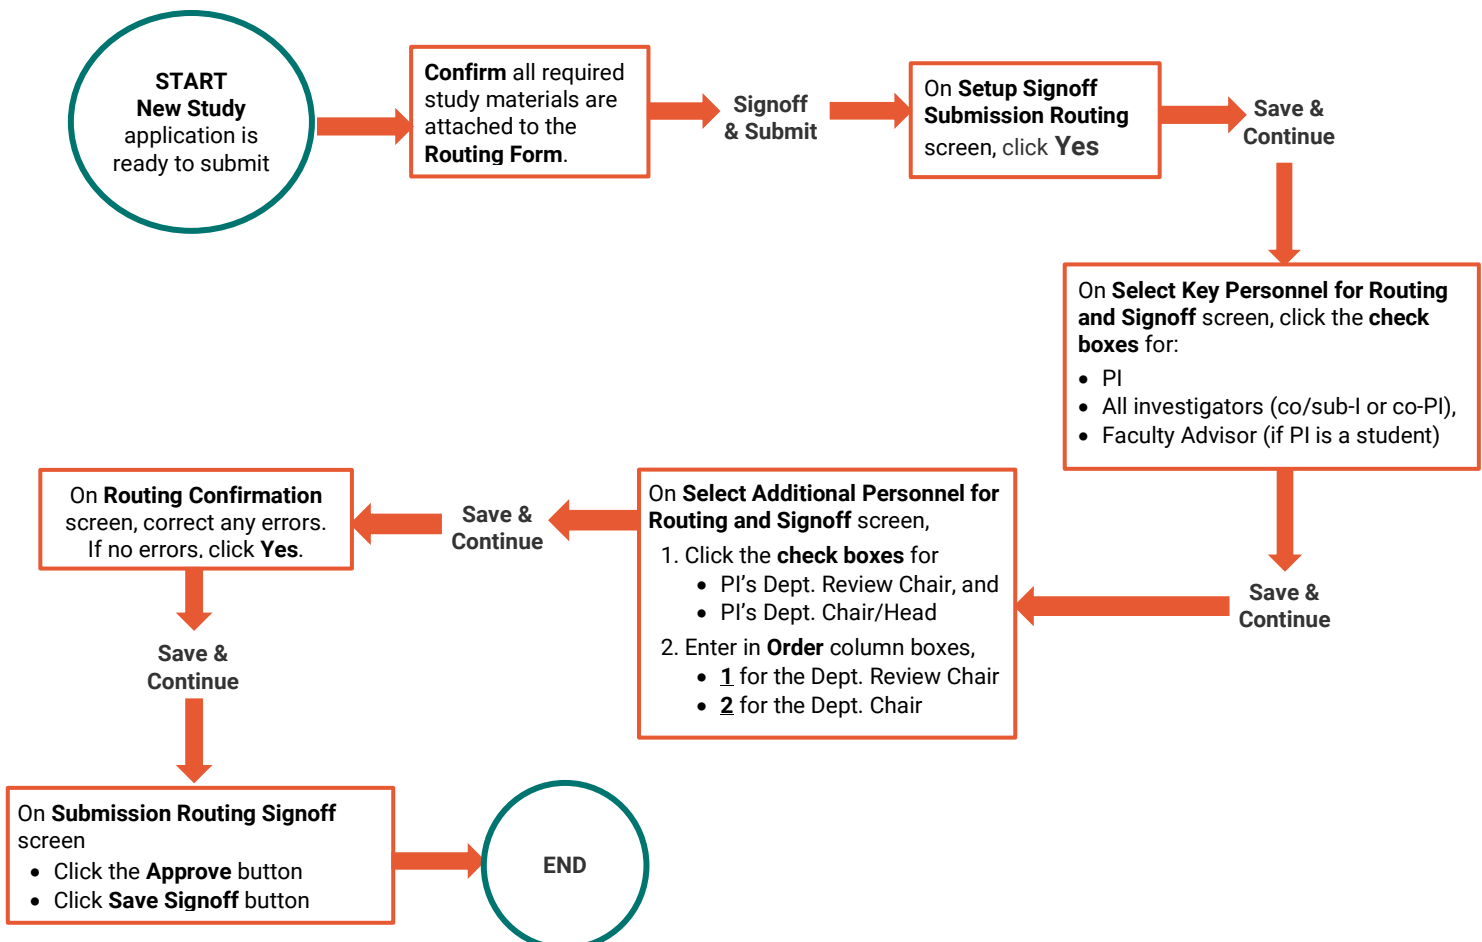 START
New Study
application is
ready to submit
Confirm all required
study materials are
attached to the
Routing Form.
Signoff
& Submit
On Setup Signoff
Submission Routing
screen, click Yes
Save &
Continue
On Select Key Personnel for Routing
and Signoff screen, click the check
boxes for:
• PI
• All investigators (co/sub-I or co-PI),
• Faculty Advisor (if PI is a student)
Save &
Continue
On Select Additional Personnel for
Routing and Signoff screen,
1. Click the check boxes for
• PI's Dept. Review Chair, and
• PI's Dept. Chair/Head
2. Enter in Order column boxes,
• 1 for the Dept. Review Chair
• 2 for the Dept. Chair
Save &
Continue
On Routing Confirmation
screen, correct any errors.
If no errors, click Yes.
Save &
Continue
On Submission Routing Signoff
screen
• Click the Approve button
• Click Save Signoff button
END